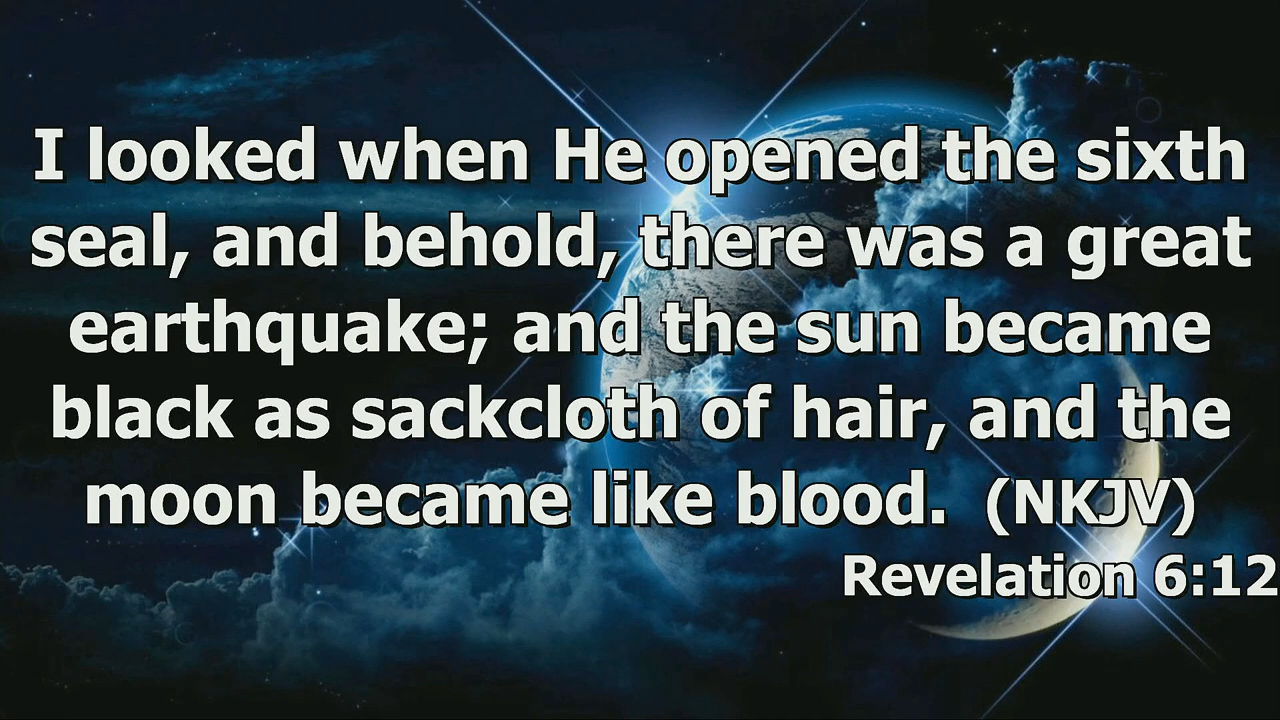 I looked when He opened the sixth
seal, and behold, there was a great
earthquake; and the sun became
black as sackcloth of hair, and the
moon became like blood. (NKJV)
Revelation 6:12